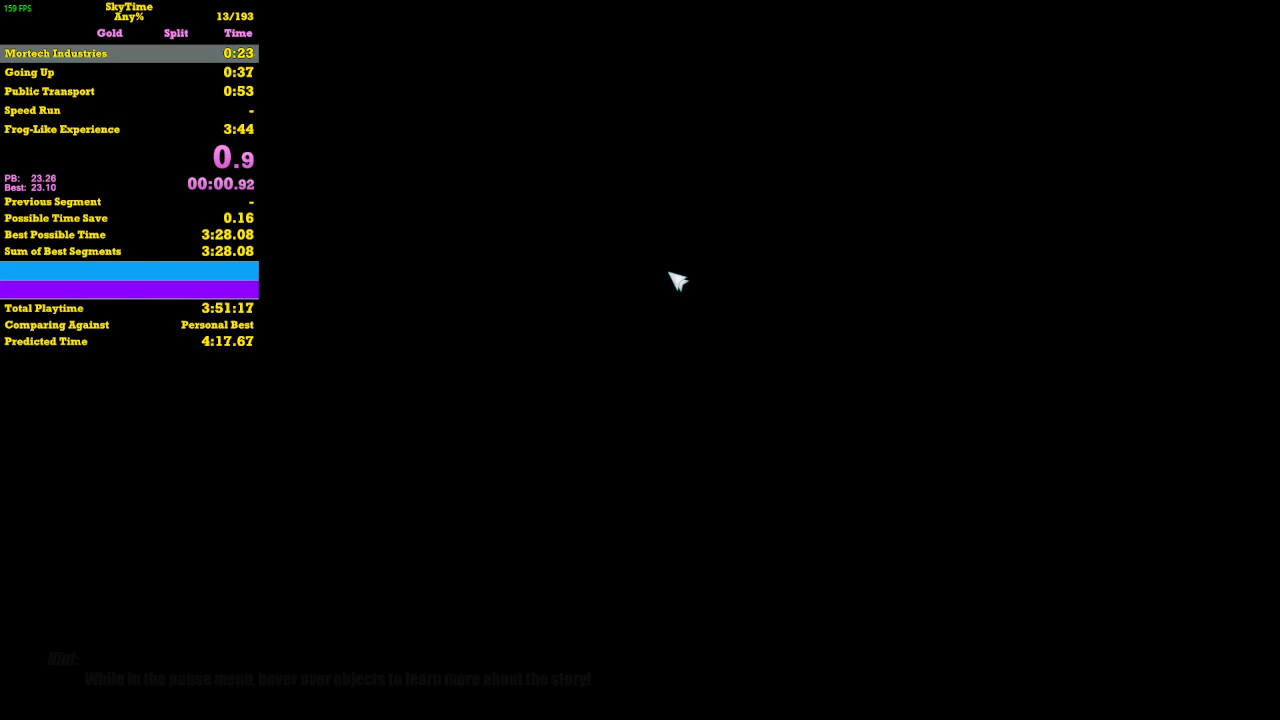 159 FPS
SkyTime
Any% 13/193
Gold Split Time
Mortech Industries 0:23
Going Up 0:37
Public Transport 0:53
Speed Run -
Frog-Like Experience 3:44
0.9
PB: 23.26
Best: 23.10
00:00.92
Previous Segment -
Possible Time Save 0.16
Best Possible Time 3:28.08
Sum of Best Segments 3:28.08
Total Playtime 3:51:17
Comparing Against Personal Best
Predicted Time 4:17.67
Hint:
While in the pause menu, hover over objects to learn more about the story!